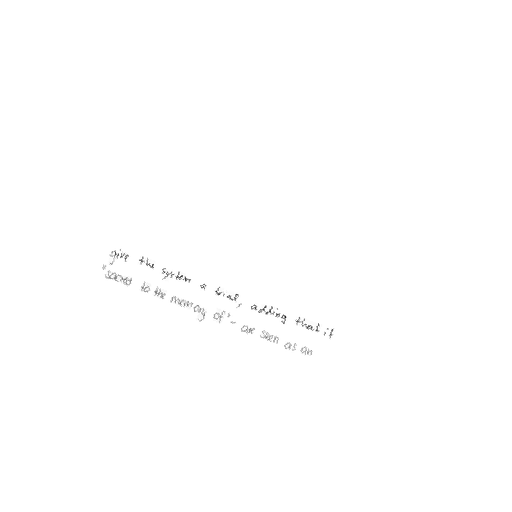 give the system a trial, adding that if
"sacred to the memory of" - are seen as an